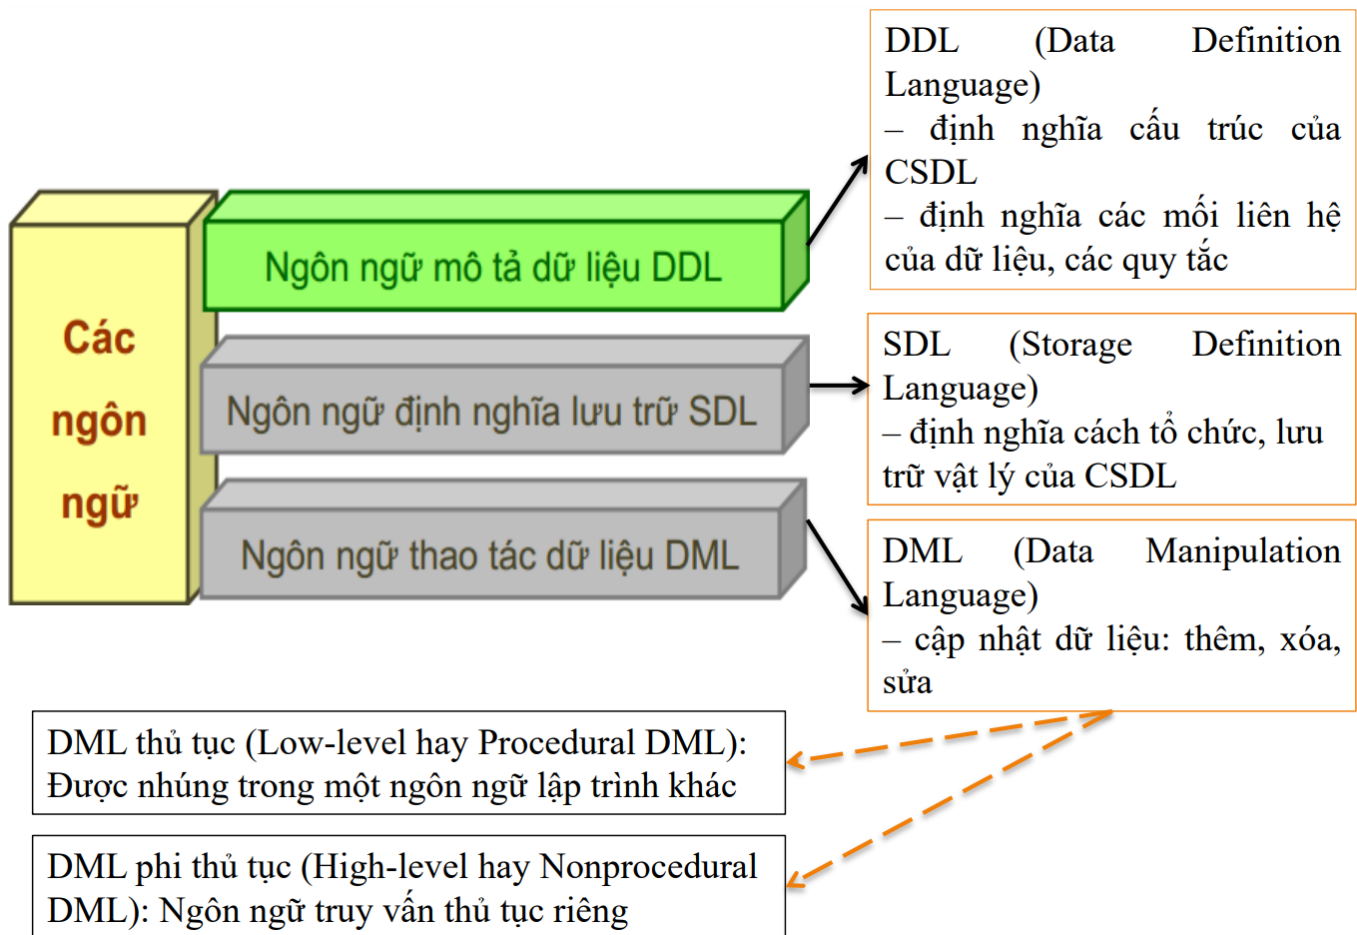 Các
ngôn
ngữ
Ngôn ngữ mô tả dữ liệu DDL
Ngôn ngữ định nghĩa lưu trữ SDL
Ngôn ngữ thao tác dữ liệu DML
DDL (Data Definition
Language)
– định nghĩa cấu trúc của
CSDL
– định nghĩa các mối liên hệ
của dữ liệu, các quy tắc
SDL (Storage Definition
Language)
– định nghĩa cách tổ chức, lưu
trữ vật lý của CSDL
DML (Data Manipulation
Language)
– cập nhật dữ liệu: thêm, xóa,
sửa
DML thủ tục (Low-level hay Procedural DML):
Được nhúng trong một ngôn ngữ lập trình khác
DML phi thủ tục (High-level hay Nonprocedural
DML): Ngôn ngữ truy vấn thủ tục riêng